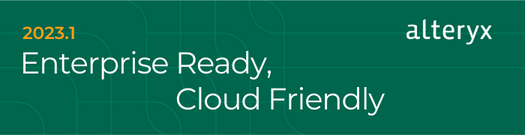 2023.1
alteryx
Enterprise Ready,
Cloud Friendly